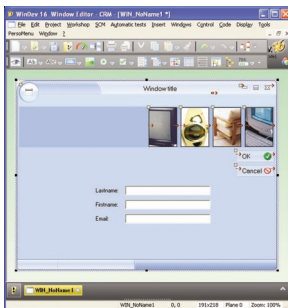 WinDev 16 Window Editor - CRM - [WIN_NoName1 *]
File Edit Project Workshop SCM Automatic tests Insert Windows Control Code Display Tools
PersoMenu Window ?
Window title
OK
Cancel
Lastname:
Firstname:
Email:
WIN_NoName1
WIN_NoName1 0, 0 191x218 Plane 0 Zoom: 100%